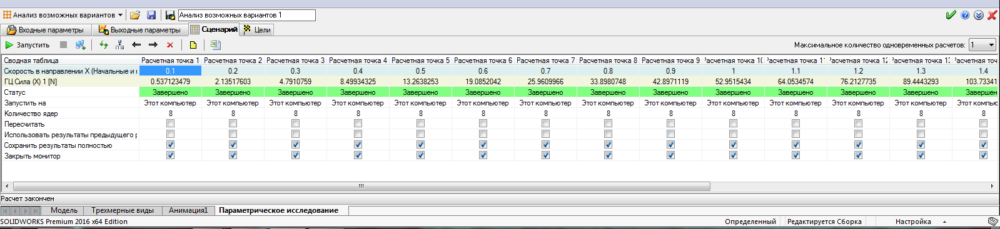 Анализ возможных вариантов Анализ возможных вариантов 1
Входные параметры Выходные параметры Сценарий Цели
Запустить Максимальное количество одновременных расчетов: 1
Сводная таблица Расчетная точка 1 Расчетная точка 2 Расчетная точка 3 Расчетная точка 4 Расчетная точка 5 Расчетная точка 6 Расчетная точка 7 Расчетная точка 8 Расчетная точка 9 Расчетная точка 10 Расчетная точка 11 Расчетная точка 12 Расчетная точка 13 Расчетная точ
Скорость в направлении X (Начальные и 0.1 0.2 0.3 0.4 0.5 0.6 0.7 0.8 0.9 1 1.1 1.2 1.3 1.4
ГЦ Сила (X) 1 [N] 0.537123479 2.13517603 4.7910759 8.49934325 13.2638253 19.0852042 25.9609966 33.8980748 42.8971119 52.9515434 64.0534574 76.2127735 89.4443293 103.73341
Статус Завершено Завершено Завершено Завершено Завершено Завершено Завершено Завершено Завершено Завершено Завершено Завершено Завершено Завершен
Запустить на Этот компьютер Этот компьютер Этот компьютер Этот компьютер Этот компьютер Этот компьютер Этот компьютер Этот компьютер Этот компьютер Этот компьютер Этот компьютер Этот компьютер Этот компьютер Этот компью
Количество ядер 8 8 8 8 8 8 8 8 8 8 8 8 8 8
Пересчитать
Использовать результаты предыдущего р
Сохранить результаты полностью
Закрыть монитор
Расчет закончен
Модель Трехмерные виды Анимация1 Параметрическое исследование
SOLIDWORKS Premium 2016 x64 Edition Определенный Редактируется Сборка Настройка